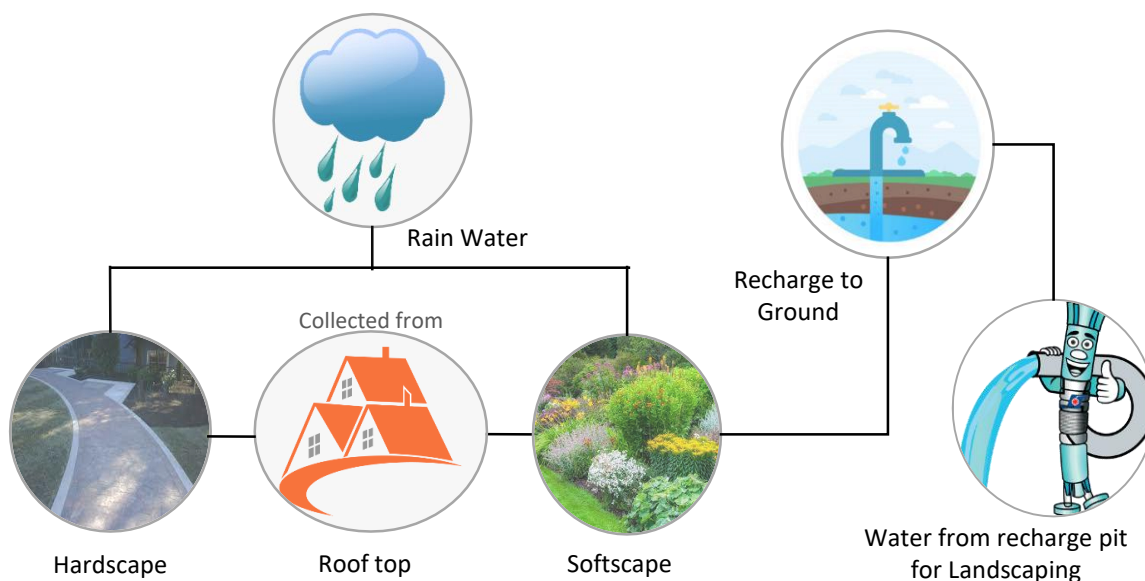 Rain Water
Collected from
Hardscape
Roof top
Softscape
Recharge to
Ground
Water from recharge pit
for Landscaping